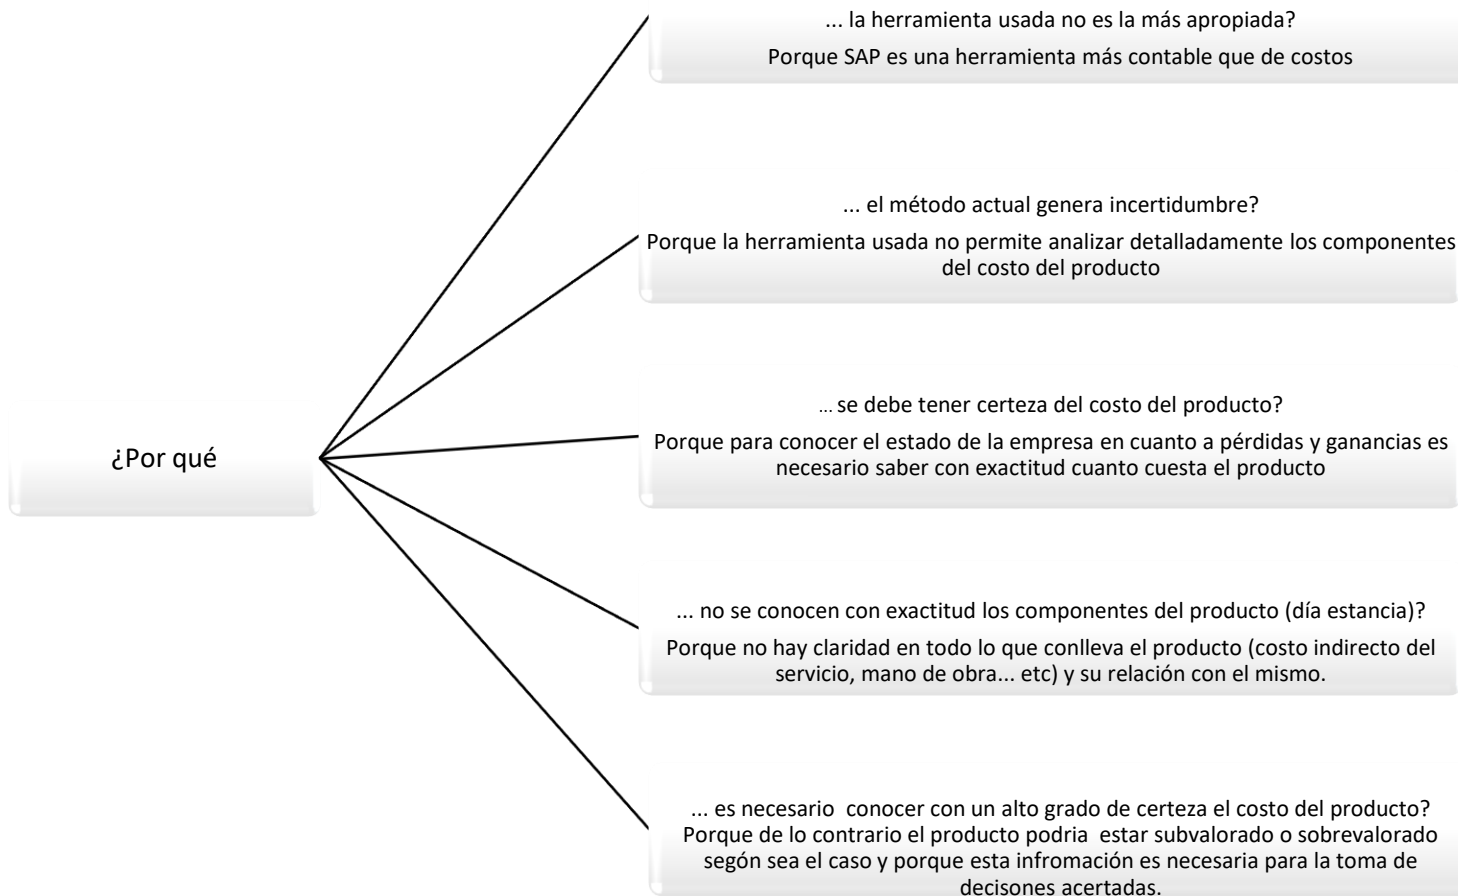 ... la herramienta usada no es la más apropiada?
Porque SAP es una herramienta más contable que de costos
... el método actual genera incertidumbre?
Porque la herramienta usada no permite analizar detalladamente los componentes
del costo del producto
... se debe tener certeza del costo del producto?
Porque para conocer el estado de la empresa en cuanto a pérdidas y ganancias es
necesario saber con exactitud cuanto cuesta el producto
¿Por qué
... no se conocen con exactitud los componentes del producto (día estancia)?
Porque no hay claridad en todo lo que conlleva el producto (costo indirecto del
servicio, mano de obra... etc) y su relación con el mismo.
... es necesario  conocer con un alto grado de certeza el costo del producto?
Porque de lo contrario el producto podria  estar subvalorado o sobrevalorado
segón sea el caso y porque esta infromación es necesaria para la toma de
decisones acertadas.